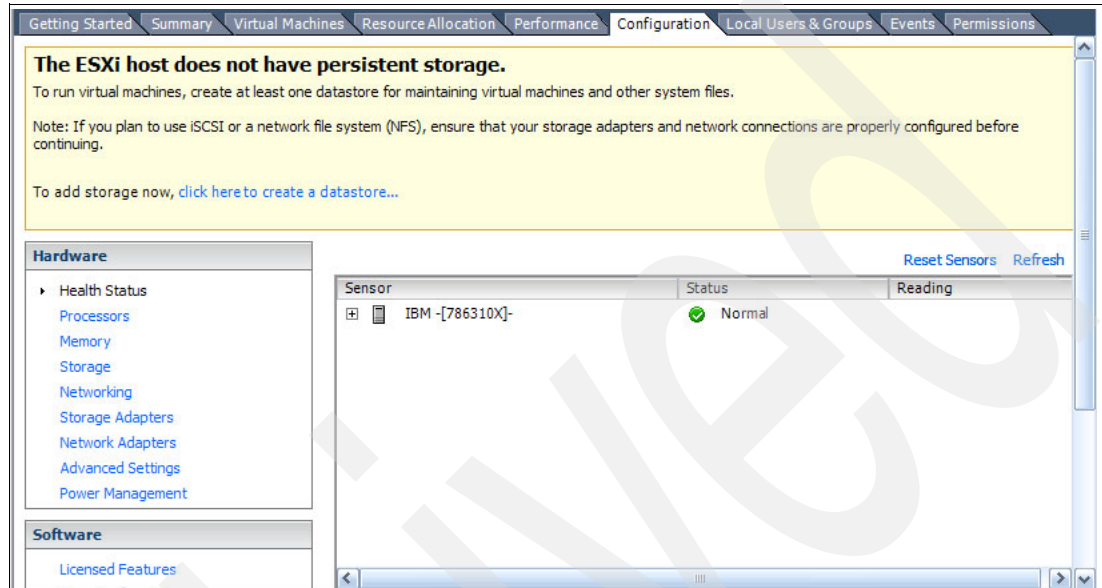 Getting Started Summary Virtual Machines Resource Allocation Performance Configuration Local Users & Groups Events Permissions
The ESXi host does not have persistent storage.
To run virtual machines, create at least one datastore for maintaining virtual machines and other system files.
Note: If you plan to use iSCSI or a network file system (NFS), ensure that your storage adapters and network connections are properly configured before
continuing.
To add storage now, click here to create a datastore...
Hardware
Health Status
Processors
Memory
Storage
Networking
Storage Adapters
Network Adapters
Advanced Settings
Power Management
Software
Licensed Features
Reset Sensors Refresh
Sensor Status Reading
IBM -[786310X]- Normal